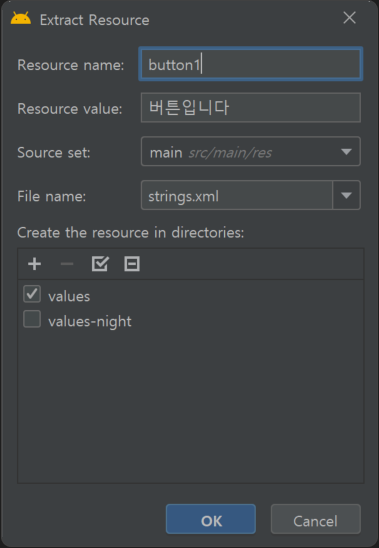 Extract Resource
Resource name: button1
Resource value: 버튼입니다
Source set: main src/main/res
File name: strings.xml
Create the resource in directories:
values
values-night
OK Cancel